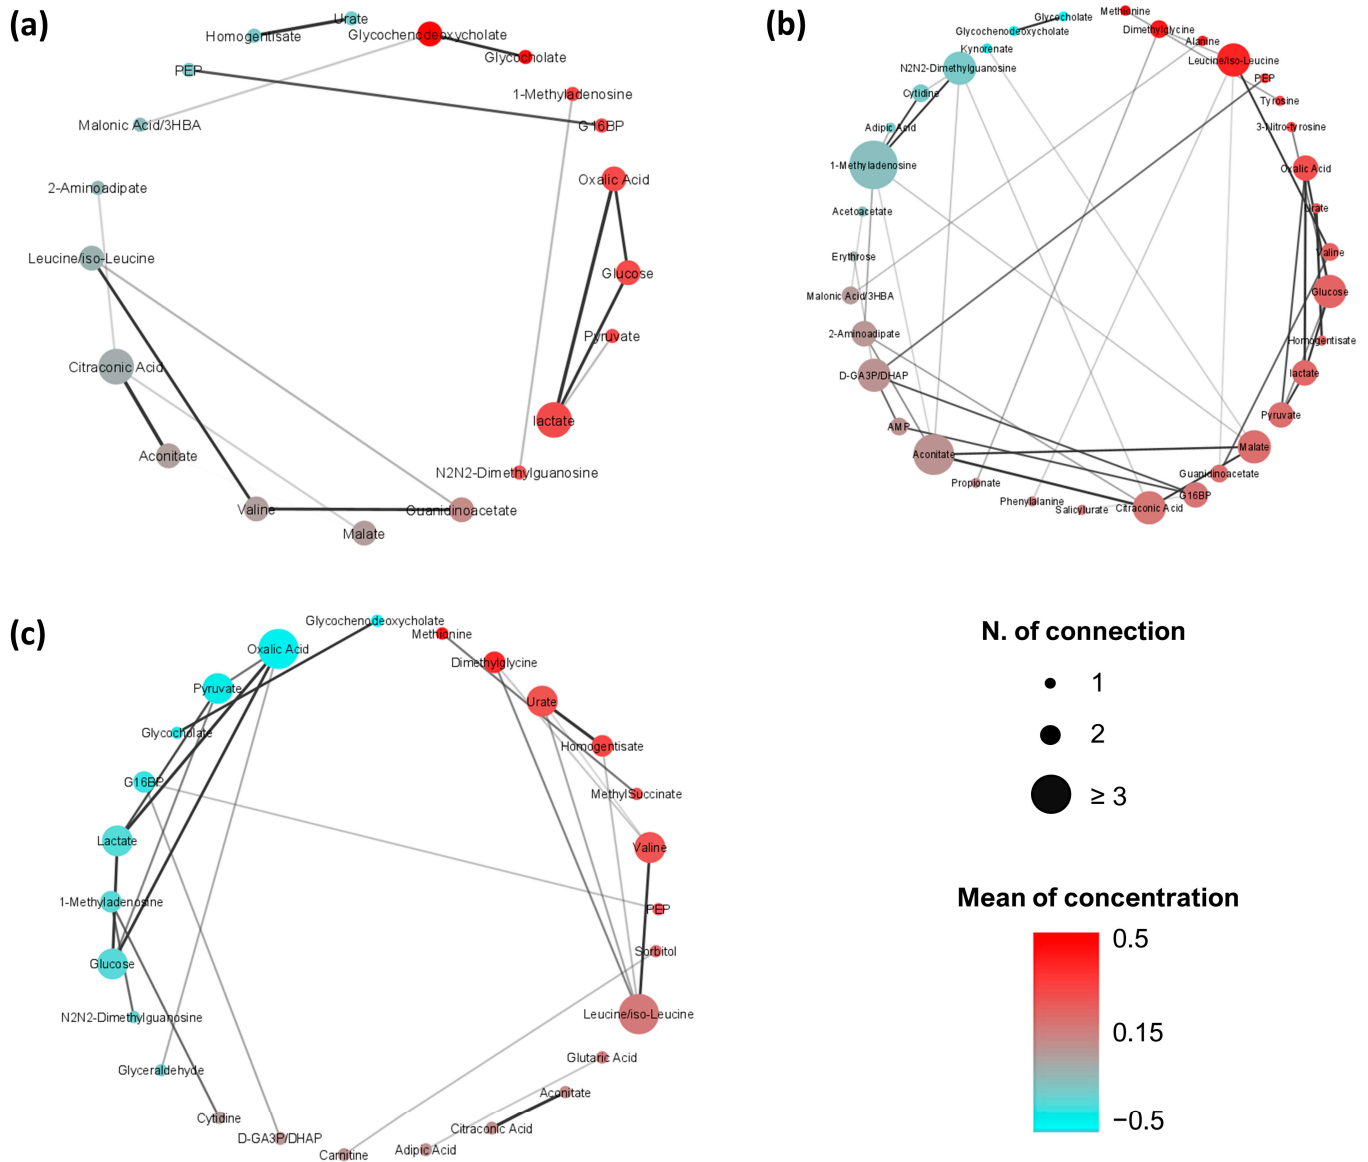 (a)
Urate
Homogentisate
Glycochenodeoxycholate
Glycocholate
PEP
1-Methyladenosine
G16BP
Malonic Acid/3HBA
Oxalic Acid
2-Aminoadipate
Leucine/iso-Leucine
Glucose
Pyruvate
Citraconic Acid
lactate
Aconitate
N2N2-Dimethylguanosine
Valine
Guanidinoacetate
Malate
(b)
Methionine
Glycocholate
Dimethylglycine
Glycochenodeoxycholate
Alanine
Kynorenate
Leucine/iso-Leucine
N2N2-Dimethylguanosine
PEP
Cytidine
Tyrosine
Adipic Acid
3-Nitro-tyrosine
1-Methyladenosine
Oxalic Acid
Acetoacetate
Urate
Erythrose
Valine
Malonic Acid/3HBA
Glucose
2-Aminoadipate
Homogentisate
D-GA3P/DHAP
lactate
Pyruvate
AMP
Aconitate
Malate
Guanidinoacetate
Propionate
G16BP
Phenylalanine
Salicylurate
Citraconic Acid
(c)
Glycochenodeoxycholate
Methionine
Oxalic Acid
Dimethylglycine
Pyruvate
Urate
Glycocholate
Homogentisate
G16BP
MethylSuccinate
Lactate
Valine
1-Methyladenosine
PEP
Glucose
Sorbitol
N2N2-Dimethylguanosine
Leucine/iso-Leucine
Glyceraldehyde
Glutaric Acid
Cytidine
Aconitate
D-GA3P/DHAP
Citraconic Acid
Carnitine
Adipic Acid
N. of connection
1
2
≥ 3
Mean of concentration
0.5
0.15
−0.5